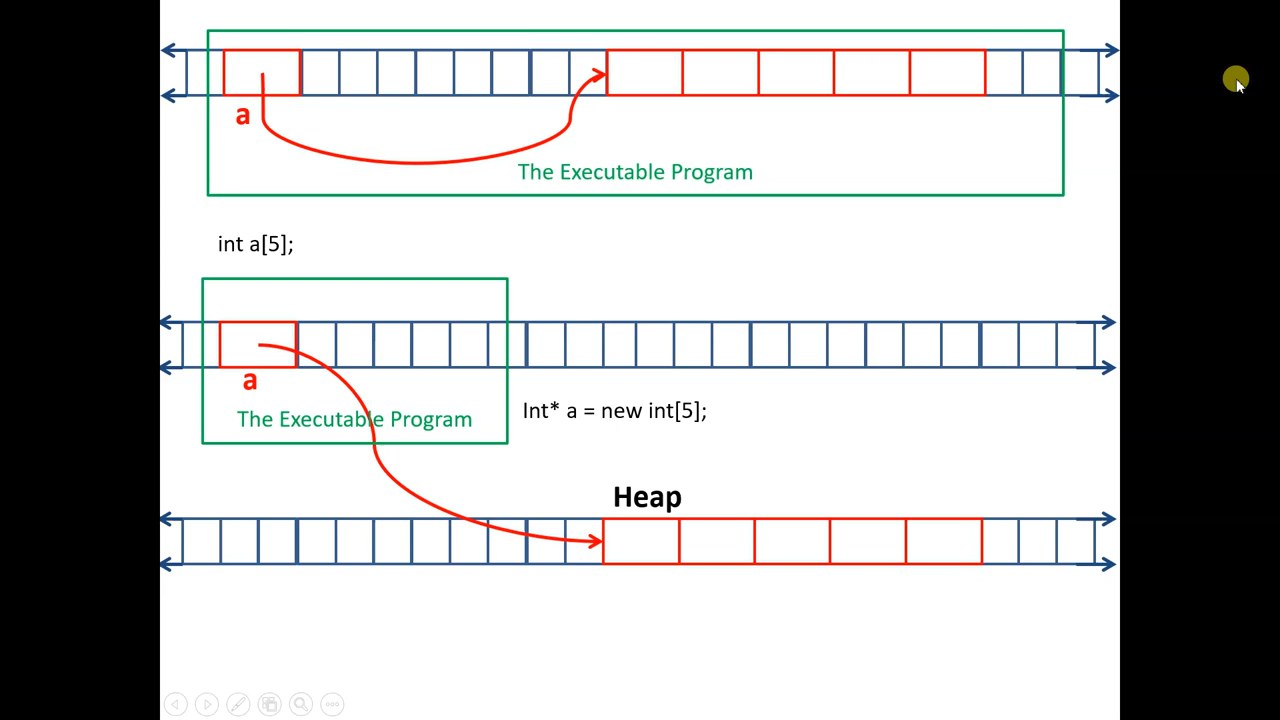 a
The Executable Program
int a[5];
a
The Executable Program
Int* a = new int[5];
Heap